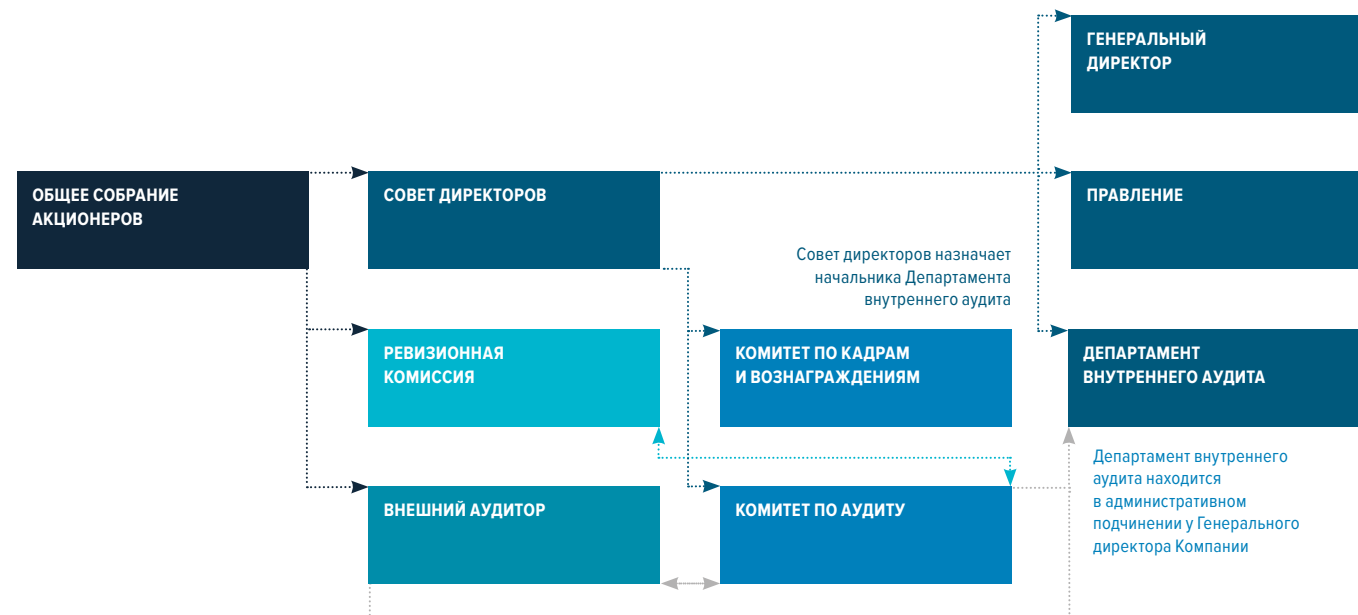 ГЕНЕРАЛЬНЫЙ
ДИРЕКТОР
ОБЩЕЕ СОБРАНИЕ
АКЦИОНЕРОВ
СОВЕТ ДИРЕКТОРОВ
ПРАВЛЕНИЕ
Совет директоров назначает
начальника Департамента
внутреннего аудита
РЕВИЗИОННАЯ
КОМИССИЯ
КОМИТЕТ ПО КАДРАМ
И ВОЗНАГРАЖДЕНИЯМ
ДЕПАРТАМЕНТ
ВНУТРЕННЕГО АУДИТА
ВНЕШНИЙ АУДИТОР
КОМИТЕТ ПО АУДИТУ
Департамент внутреннего
аудита находится
в административном
подчинении у Генерального
директора Компании